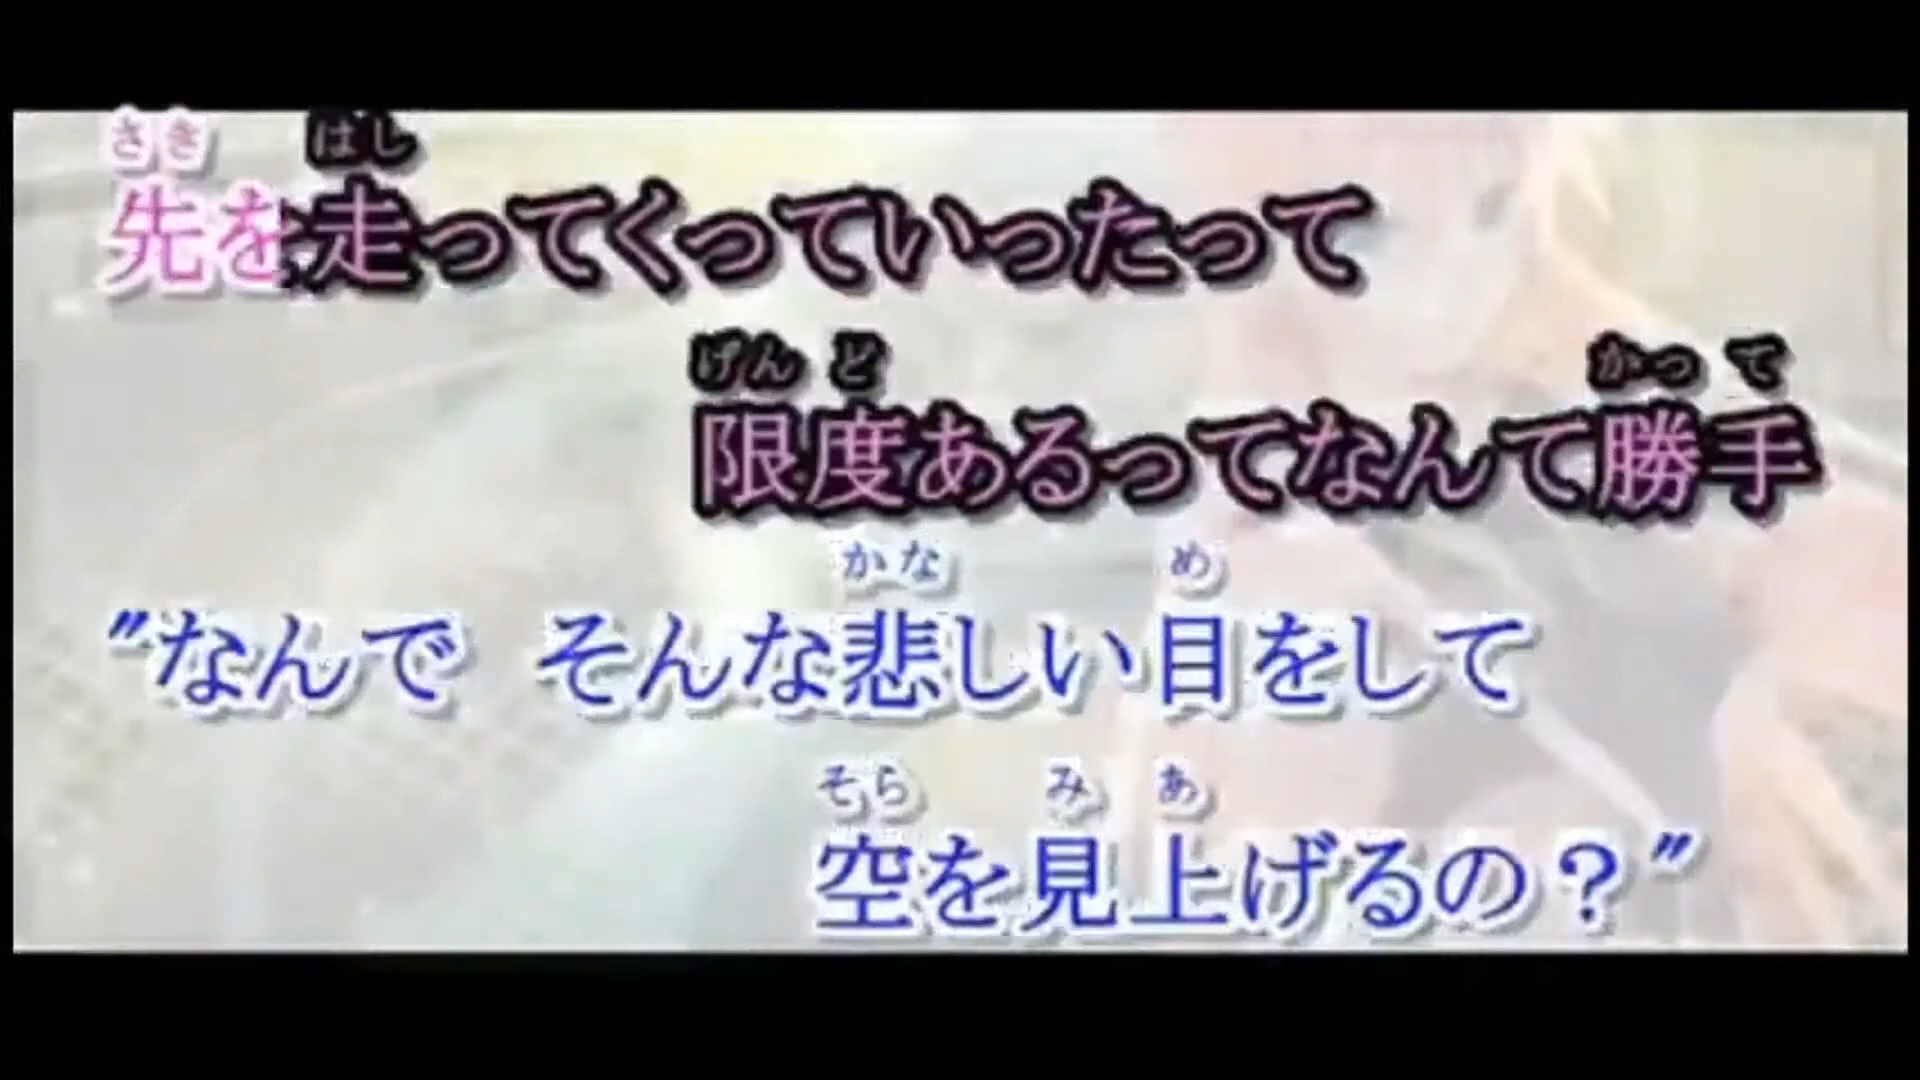 さき はし
先を走ってくっていったって
げんど かって
限度あるってなんて勝手
かな め
"なんで そんな悲しい目をして
そら み あ
空を見上げるの？"